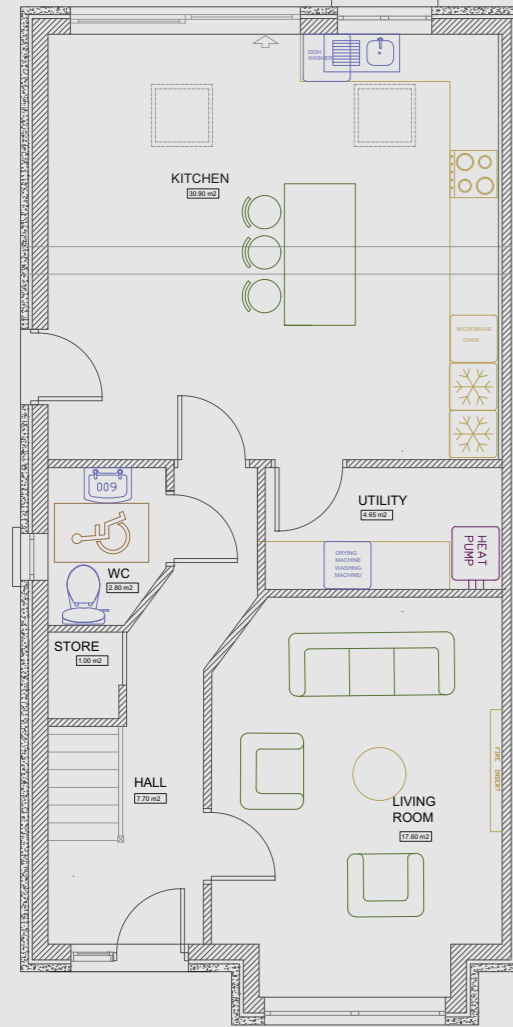 DISH
WASHER
KITCHEN
30.90 m2
MICROWAVE
OVEN
600
UTILITY
4.65 m2
HEAT
PUMP
DRYING
MACHINE
WASHING
MACHINE/
WC
2.80 m2
STORE
1.00 m2
HALL
7.70 m2
FIRE INSERT
LIVING
ROOM
17.60 m2